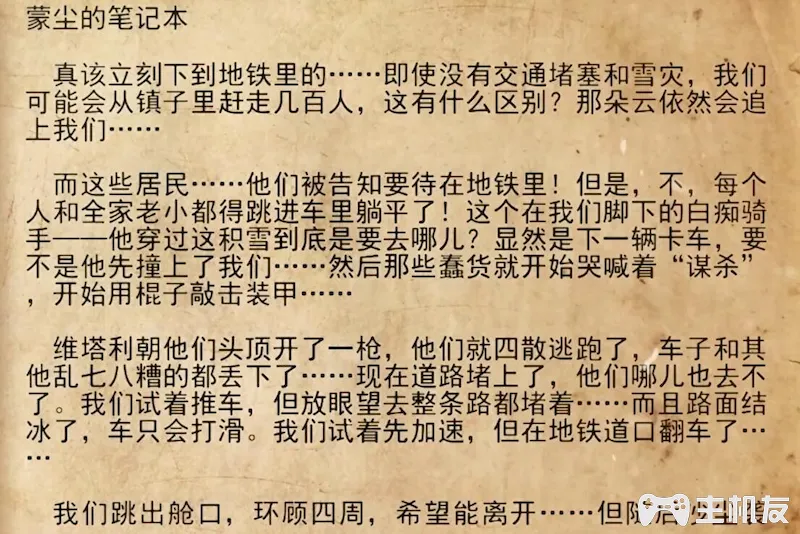 蒙尘的笔记本
真该立刻下到地铁里的……即使没有交通堵塞和雪灾，我们
可能会从镇子里赶走几百人，这有什么区别？那朵云依然会追
上我们……
而这些居民……他们被告知要待在地铁里！但是，不，每个
人和全家老小都得跳进车里躺平了！这个在我们脚下的白痴骑
手——他穿过这积雪到底是要去哪儿？显然是下一辆卡车，要
不是他先撞上了我们……然后那些蠢货就开始哭喊着“谋杀”
，开始用棍子敲击装甲……
维塔利朝他们头顶开了一枪，他们就四散逃跑了，车子和其
他乱七八糟的都丢下了……现在道路堵上了，他们哪儿也去不
了。我们试着推车，但放眼望去整条路都堵着……而且路面结
冰了，车只会打滑。我们试着先加速，但在地铁道口翻车了…
…
我们跳出舱口，环顾四周，希望能离开……但随后
主机友